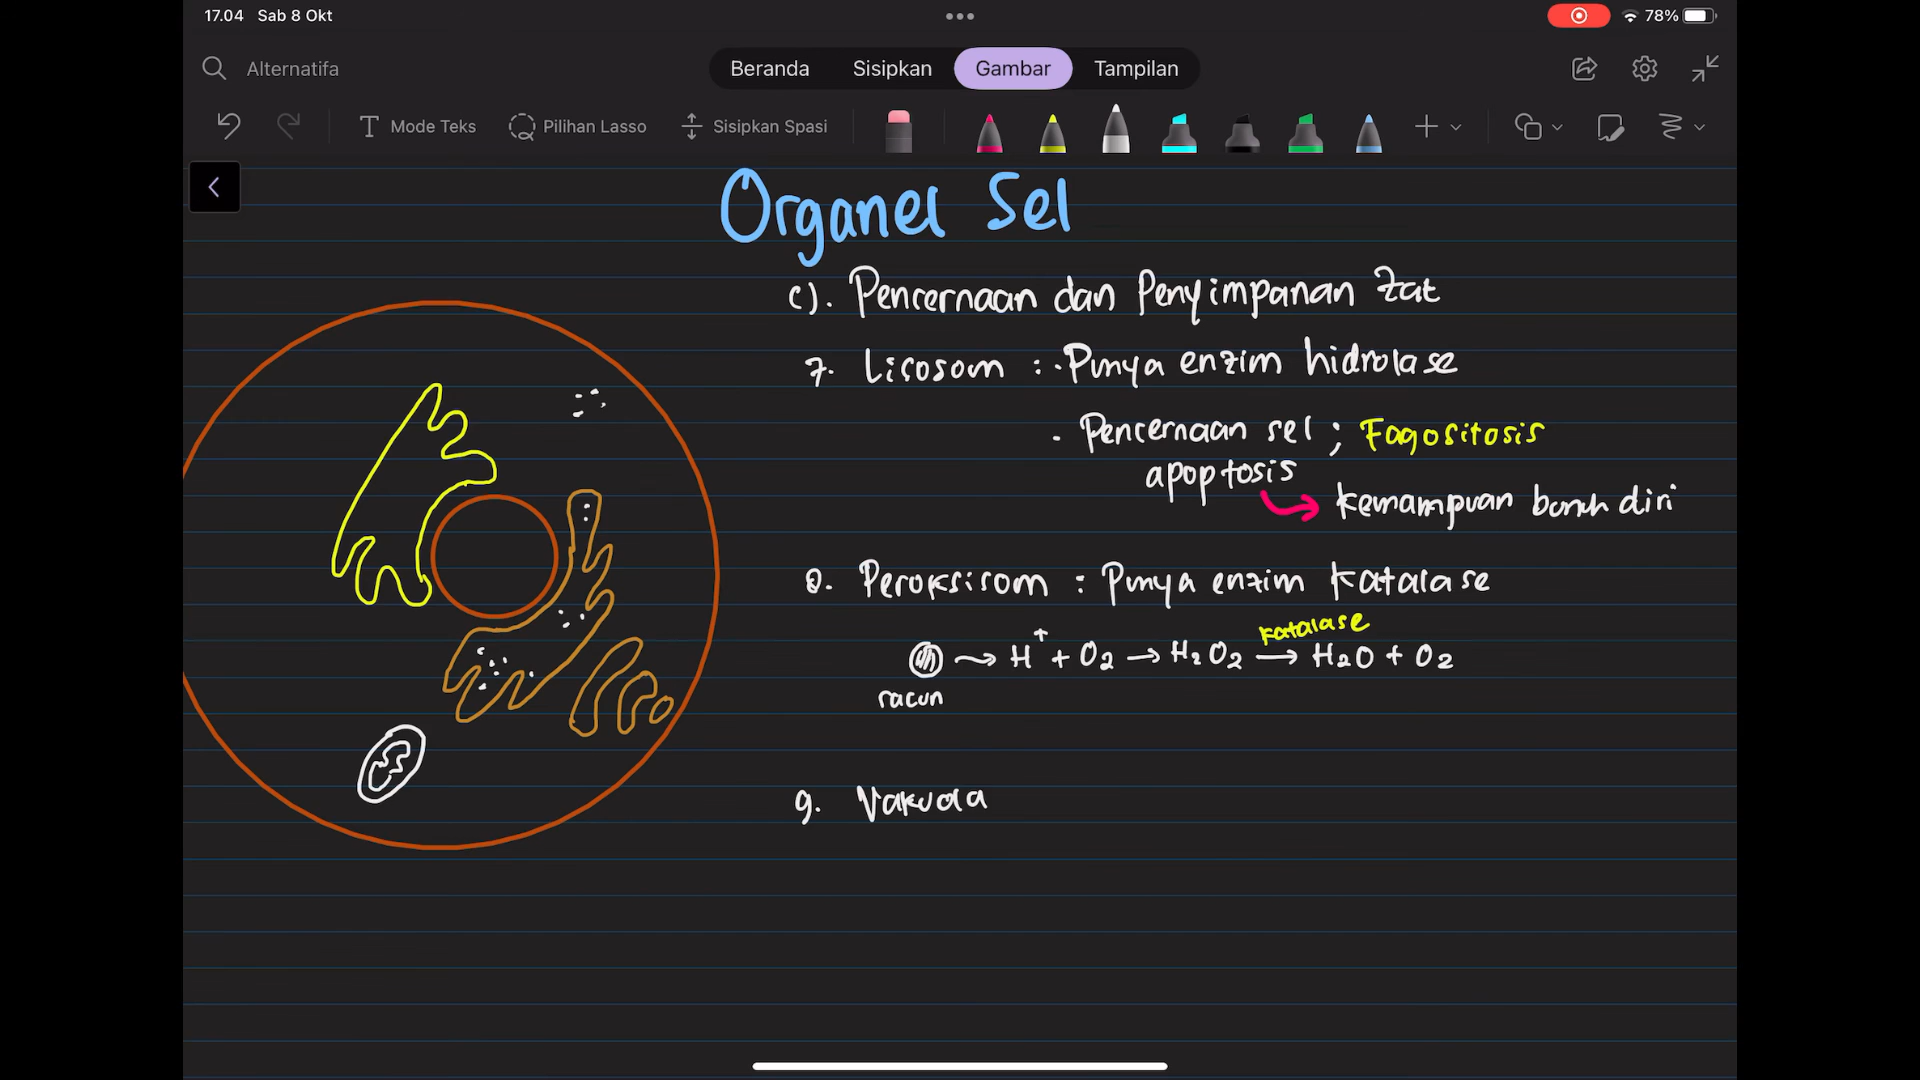 17.04 Sab 8 Okt
78%
Alternatifa
Beranda Sisipkan Gambar Tampilan
Mode Teks Pilihan Lasso Sisipkan Spasi
Organel Sel
c). Pencernaan dan Penyimpanan Zat
7. Lisosom : · Punya enzim hidrolase
· Pencernaan sel ; Fagositosis
apoptosis
kemampuan bunuh diri
8. Peroksisom : Punya enzim katalase
katalase
→ H⁺ + O₂ → H₂O₂ → H₂O + O₂
racun
9. Vakuola